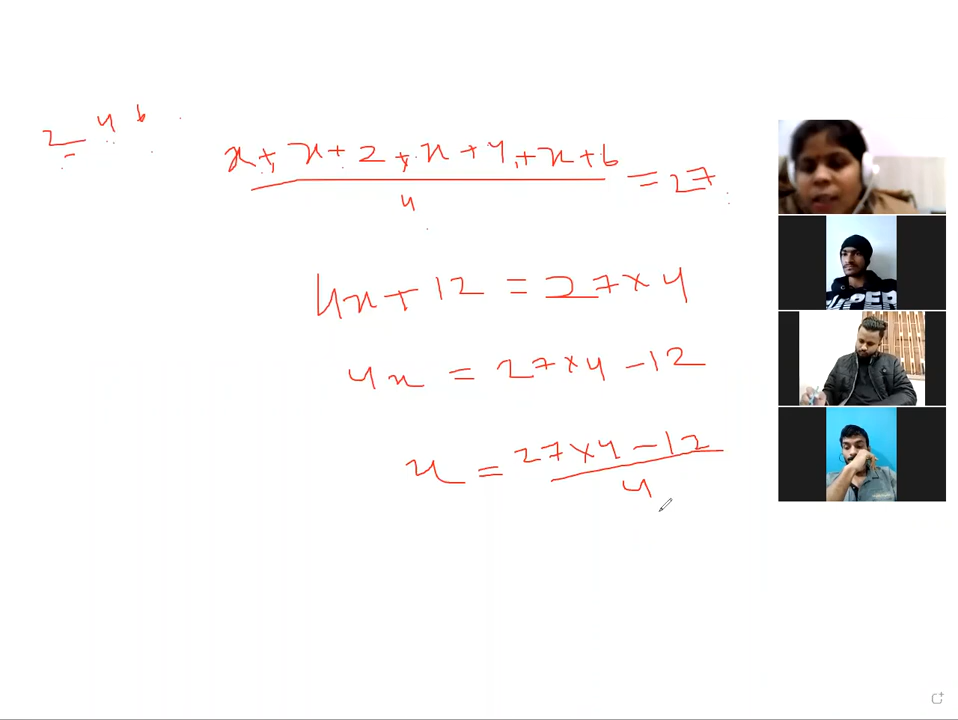 2 4 6
x + x + 2 + x + 4 + x + 6 / 4 = 27
4x + 12 = 27 × 4
4x = 27 × 4 - 12
x = 27 × 4 - 12 / 4